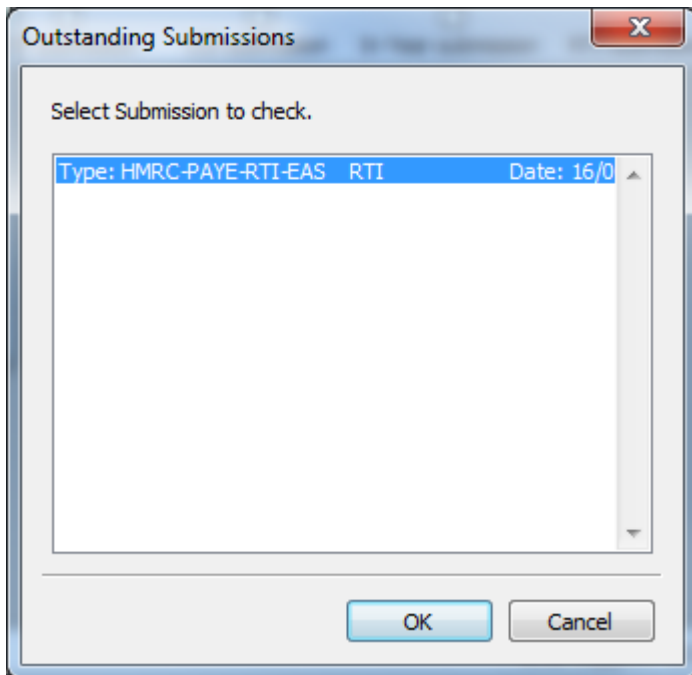 Outstanding Submissions
Select Submission to check.
Type: HMRC-PAYE-RTI-EAS RTI Date: 16/0
OK
Cancel